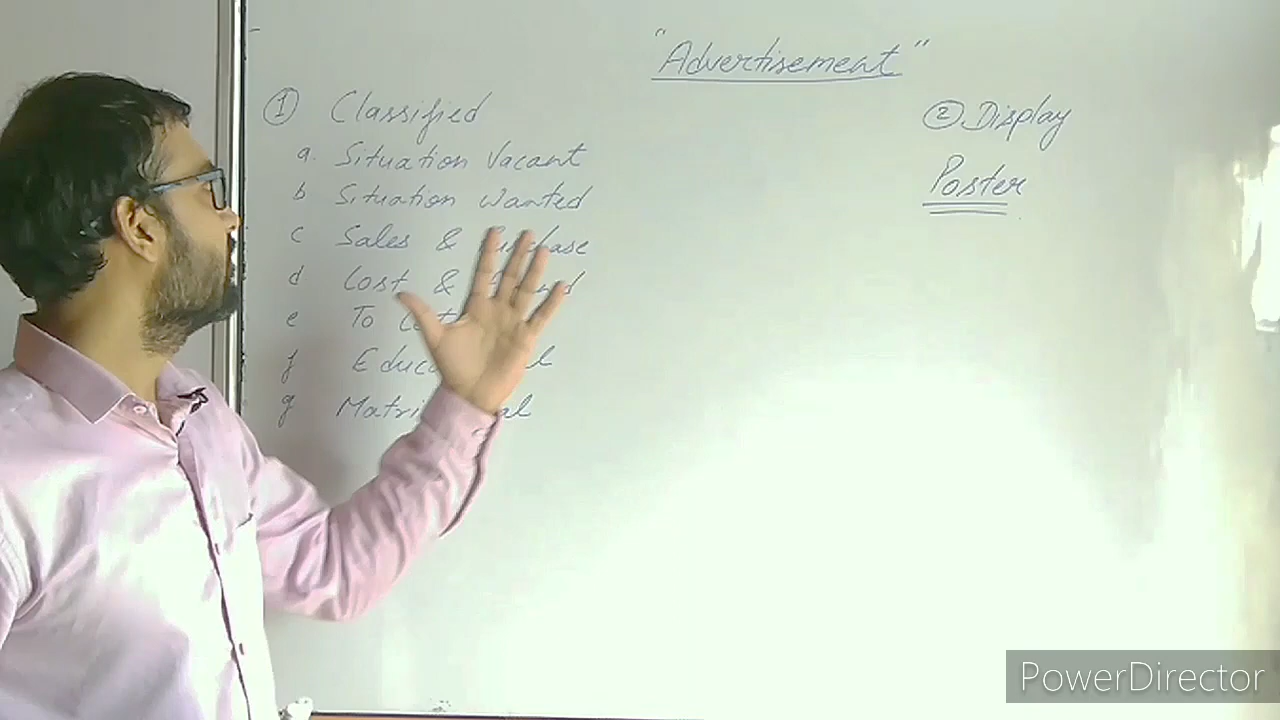 "Advertisement"
① Classified
a. Situation Vacant
b Situation Wanted
c Sales &
d Lost &
e To
f
g
② Display
Poster
PowerDirector